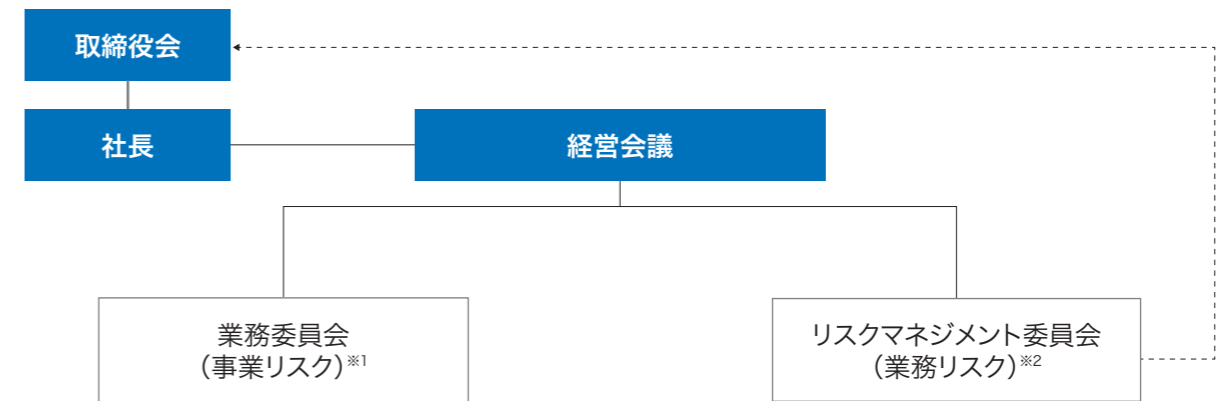 取締役会
社長
経営会議
業務委員会
（事業リスク）※1
リスクマネジメント委員会
（業務リスク）※2